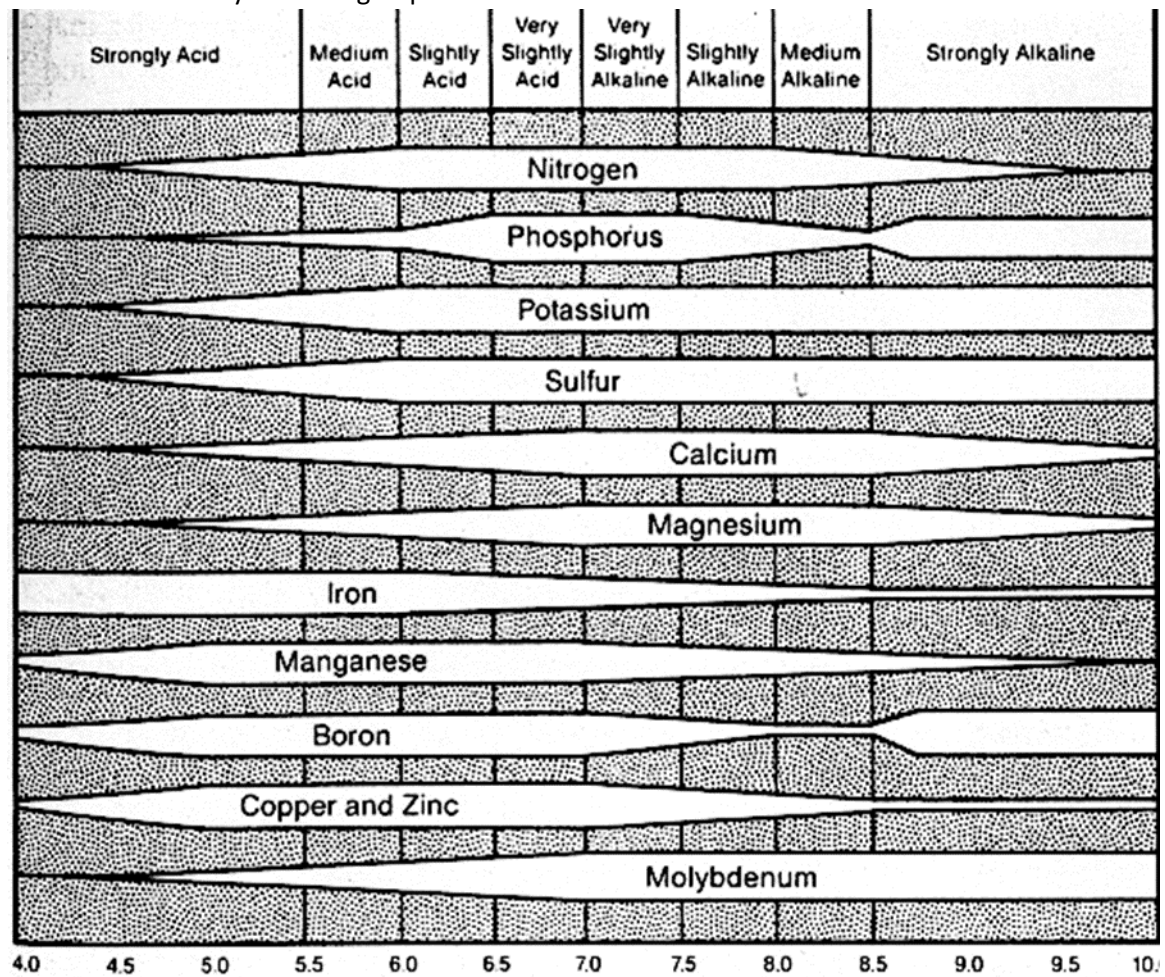 Strongly Acid
Medium
Acid
Slightly
Acid
Very
Slightly
Acid
Very
Slightly
Alkaline
Slightly
Alkaline
Medium
Alkaline
Strongly Alkaline
Nitrogen
Phosphorus
Potassium
Sulfur
Calcium
Magnesium
Iron
Manganese
Boron
Copper and Zinc
Molybdenum
4.0 4.5 5.0 5.5 6.0 6.5 7.0 7.5 8.0 8.5 9.0 9.5 10.